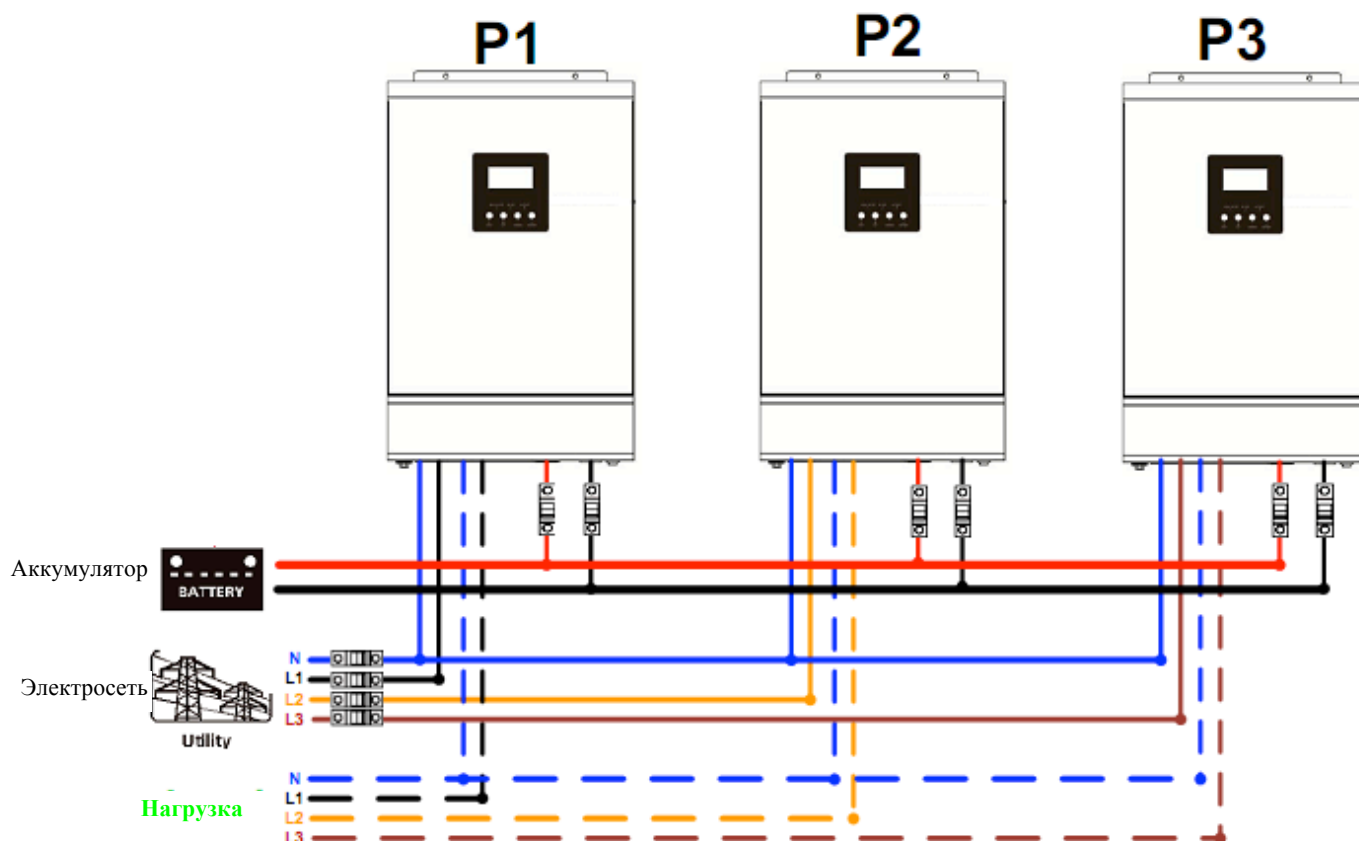 P1 P2 P3
Аккумулятор
BATTERY
N
L1
Электросеть
L2
L3
Utility
N
L1
Нагрузка
L2
L3